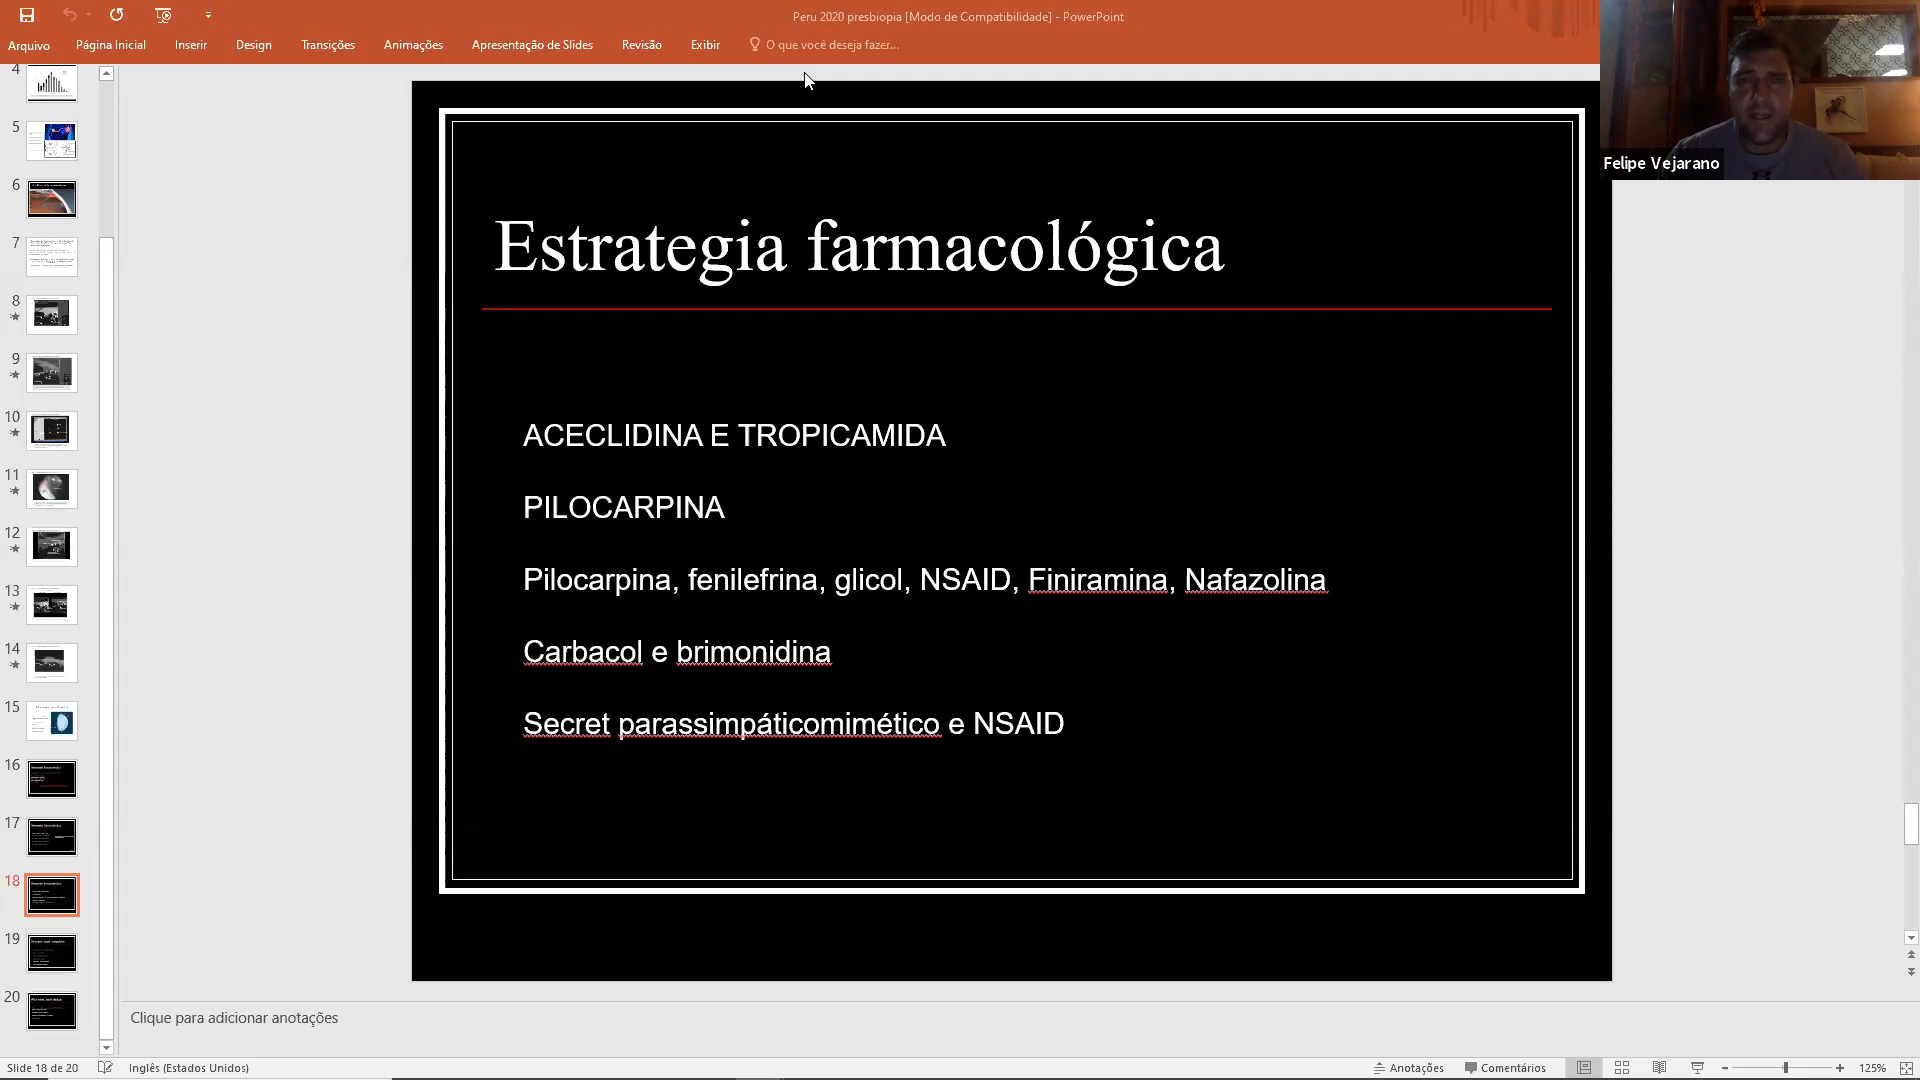 Peru 2020 presbiopia [Modo de Compatibilidade] - PowerPoint
Arquivo Página Inicial Inserir Design Transições Animações Apresentação de Slides Revisão Exibir O que você deseja fazer...
Felipe Vejarano
4
5
6
7
8
9
10
11
12
13
14
15
16
17
18
19
20
Estrategia farmacológica
ACECLIDINA E TROPICAMIDA
PILOCARPINA
Pilocarpina, fenilefrina, glicol, NSAID, Finiramina, Nafazolina
Carbacol e brimonidina
Secret parassimpáticomimético e NSAID
Clique para adicionar anotações
Slide 18 de 20 Inglês (Estados Unidos) Anotações Comentários 125%